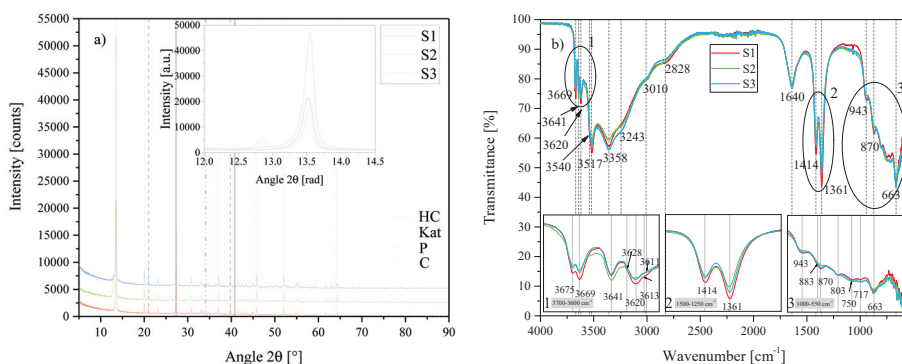 a)
55000
50000
45000
40000
35000
30000
25000
20000
15000
10000
5000
0
Intensity [counts]
10 20 30 40 50 60 70 80 90
Angle 2θ [°]
50000
40000
30000
20000
10000
0
Intensity [a.u.]
12.0 12.5 13.0 13.5 14.0 14.5
Angle 2θ [rad]
S1
S2
S3
HC
Kat
P
C
b)
100
90
80
70
60
50
40
30
20
10
0
Transmittance [%]
4000 3500 3000 2500 2000 1500 1000
Wavenumber [cm⁻¹]
S1
S2
S3
1
2
3
3669
3641
3620
3540
3517
3358
3243
3010
2828
1640
1414
1361
943
870
663
3675
3669
3641
3628
3620
3611
3613
1
3700-3600 cm⁻¹
1414
1361
2
1500-1250 cm⁻¹
943
883
870
803
750
717
663
3
1000-550 cm⁻¹